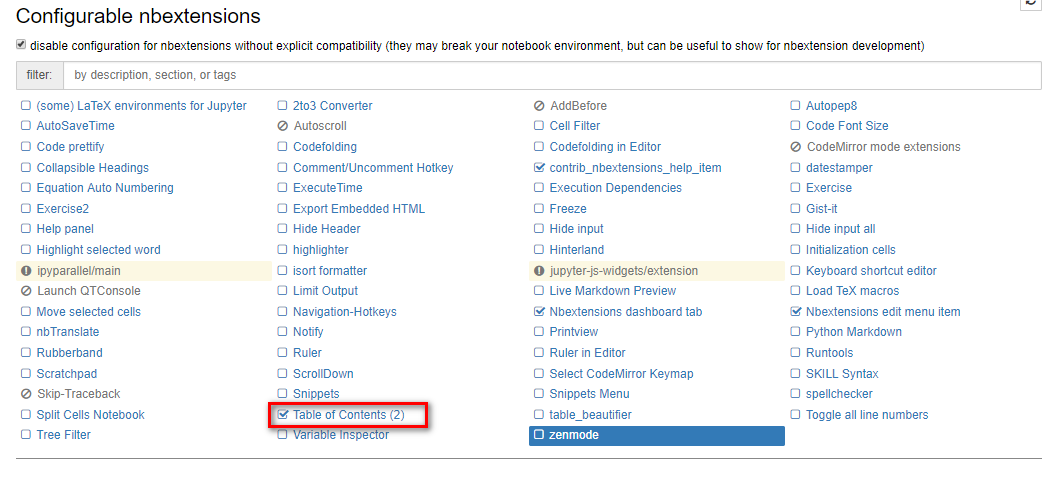 Configurable nbextensions
disable configuration for nbextensions without explicit compatibility (they may break your notebook environment, but can be useful to show for nbextension development)
filter: by description, section, or tags
(some) LaTeX environments for Jupyter 2to3 Converter AddBefore Autopep8
AutoSaveTime Autoscroll Cell Filter Code Font Size
Code prettify Codefolding Codefolding in Editor CodeMirror mode extensions
Collapsible Headings Comment/Uncomment Hotkey contrib_nbextensions_help_item datestamper
Equation Auto Numbering ExecuteTime Execution Dependencies Exercise
Exercise2 Export Embedded HTML Freeze Gist-it
Help panel Hide Header Hide input Hide input all
Highlight selected word highlighter Hinterland Initialization cells
ipyparallel/main isort formatter jupyter-js-widgets/extension Keyboard shortcut editor
Launch QTConsole Limit Output Live Markdown Preview Load TeX macros
Move selected cells Navigation-Hotkeys Nbextensions dashboard tab Nbextensions edit menu item
nbTranslate Notify Printview Python Markdown
Rubberband Ruler Ruler in Editor Runtools
Scratchpad ScrollDown Select CodeMirror Keymap SKILL Syntax
Skip-Traceback Snippets Snippets Menu spellchecker
Split Cells Notebook Table of Contents (2) table_beautifier Toggle all line numbers
Tree Filter Variable Inspector zenmode